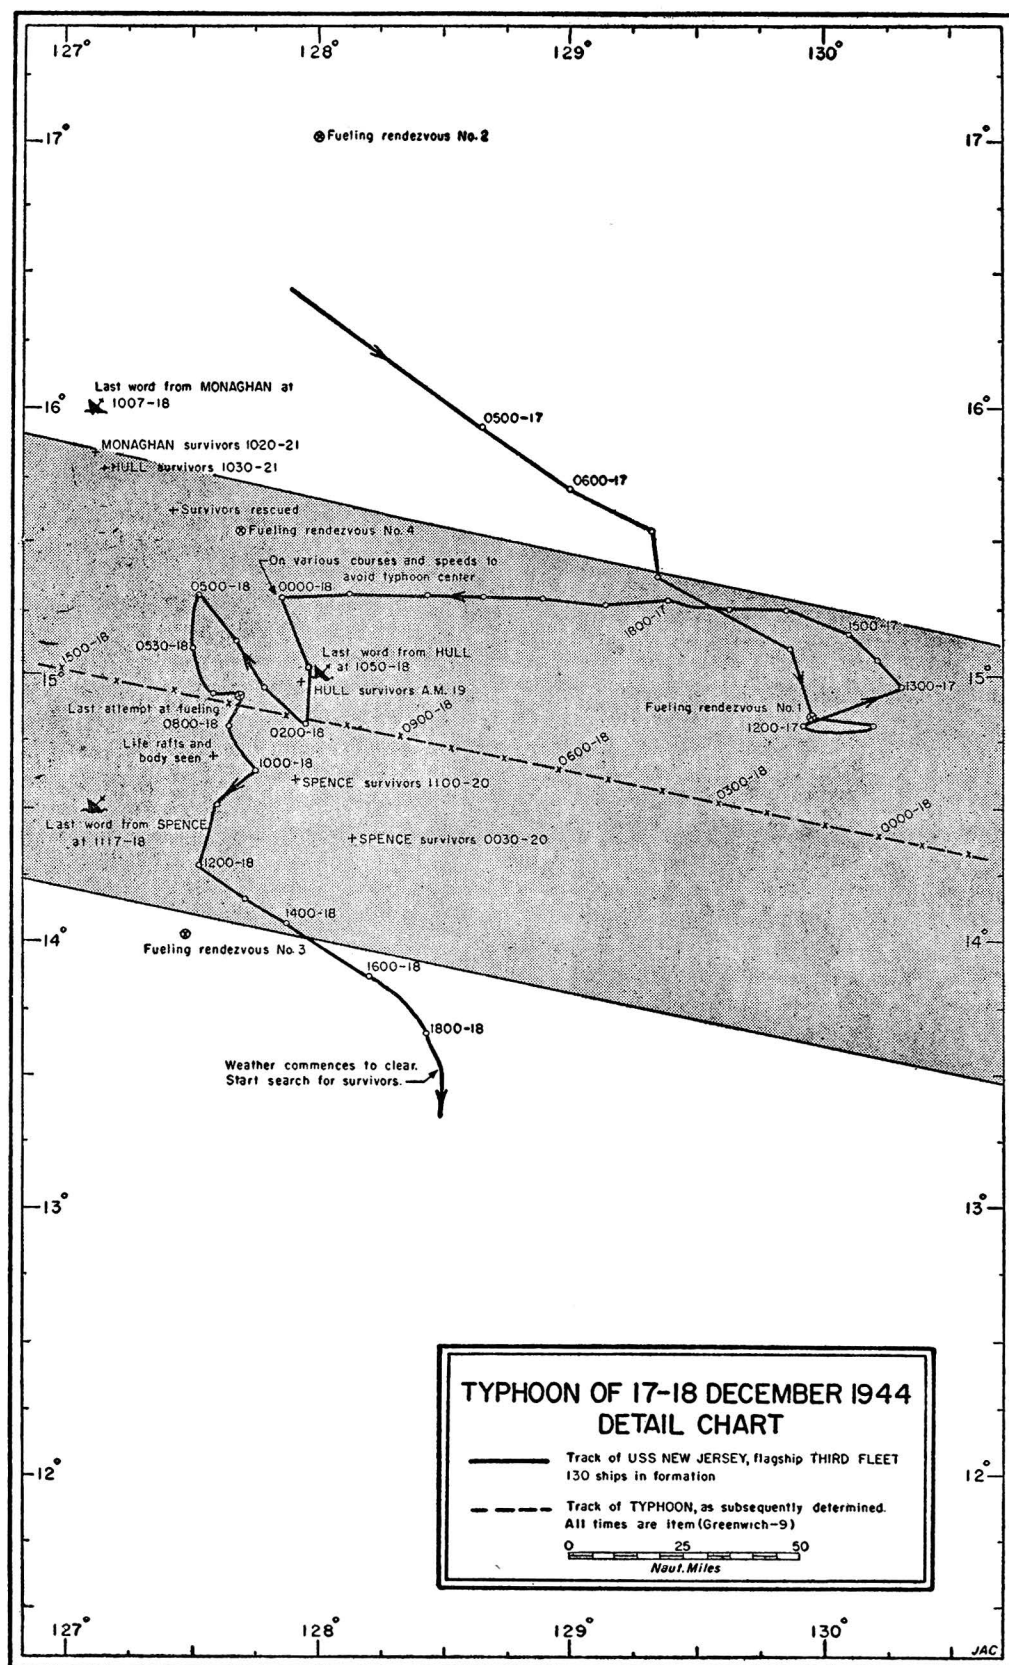 127°
128°
129°
130°
17°
Fueling rendezvous No. 2
17°
0500-17
Last word from MONAGHAN at
1007-18
16°
16°
0600-17
MONAGHAN survivors 1020-21
HULL survivors 1030-21
Survivors rescued
Fueling rendezvous No. 4
On various courses and speeds to
avoid typhoon center
0500-18
0000-18
1800-17
1500-17
0530-18
1500-18
Last word from HULL
at 1050-18
15°
15°
HULL survivors A.M. 19
1300-17
Last attempt at fueling
Fueling rendezvous No. 1
0800-18
0200-18
0900-18
1200-17
Life rafts and
body seen
1000-18
0600-18
SPENCE survivors 1100-20
0300-18
Last word from SPENCE
at 1117-18
SPENCE survivors 0030-20
0000-18
1200-18
1400-18
14°
14°
Fueling rendezvous No. 3
1600-18
1800-18
Weather commences to clear.
Start search for survivors.
13°
13°
TYPHOON OF 17-18 DECEMBER 1944
DETAIL CHART
Track of USS NEW JERSEY, flagship THIRD FLEET
130 ships in formation
12°
12°
Track of TYPHOON, as subsequently determined.
All times are item (Greenwich-9)
0 25 50
Naut. Miles
127°
128°
129°
130°
JAC